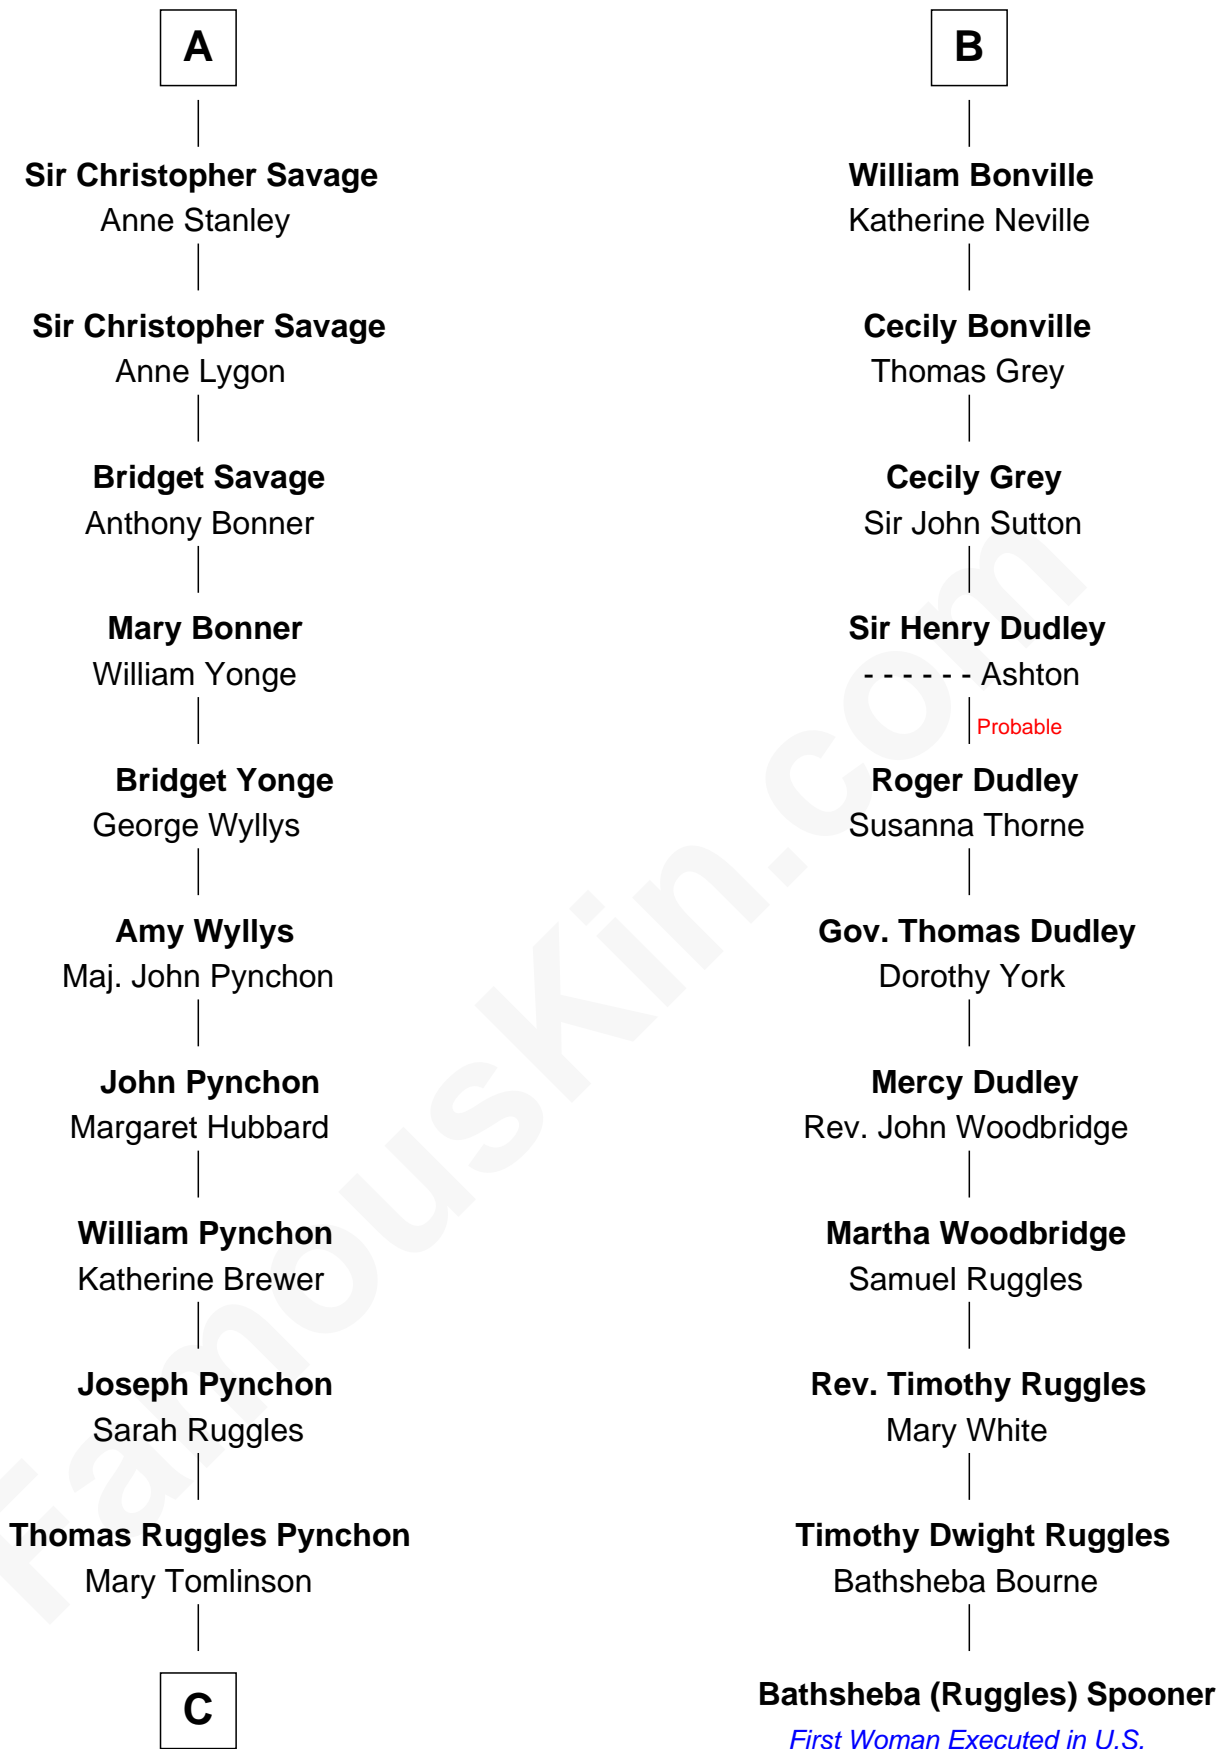 A
Sir Christopher Savage
Anne Stanley
Sir Christopher Savage
Anne Lygon
Bridget Savage
Anthony Bonner
Mary Bonner
William Yonge
Bridget Yonge
George Wyllys
Amy Wyllys
Maj. John Pynchon
John Pynchon
Margaret Hubbard
William Pynchon
Katherine Brewer
Joseph Pynchon
Sarah Ruggles
Thomas Ruggles Pynchon
Mary Tomlinson
C
B
William Bonville
Katherine Neville
Cecily Bonville
Thomas Grey
Cecily Grey
Sir John Sutton
Sir Henry Dudley
- - - - - - Ashton
Probable
Roger Dudley
Susanna Thorne
Gov. Thomas Dudley
Dorothy York
Mercy Dudley
Rev. John Woodbridge
Martha Woodbridge
Samuel Ruggles
Rev. Timothy Ruggles
Mary White
Timothy Dwight Ruggles
Bathsheba Bourne
Bathsheba (Ruggles) Spooner
First Woman Executed in U.S.
FamousKin.com